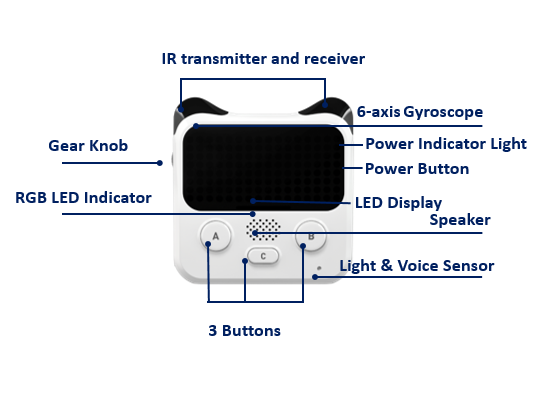 IR transmitter and receiver
6-axis Gyroscope
Gear Knob
Power Indicator Light
Power Button
RGB LED Indicator
LED Display
Speaker
A
B
C
Light & Voice Sensor
3 Buttons